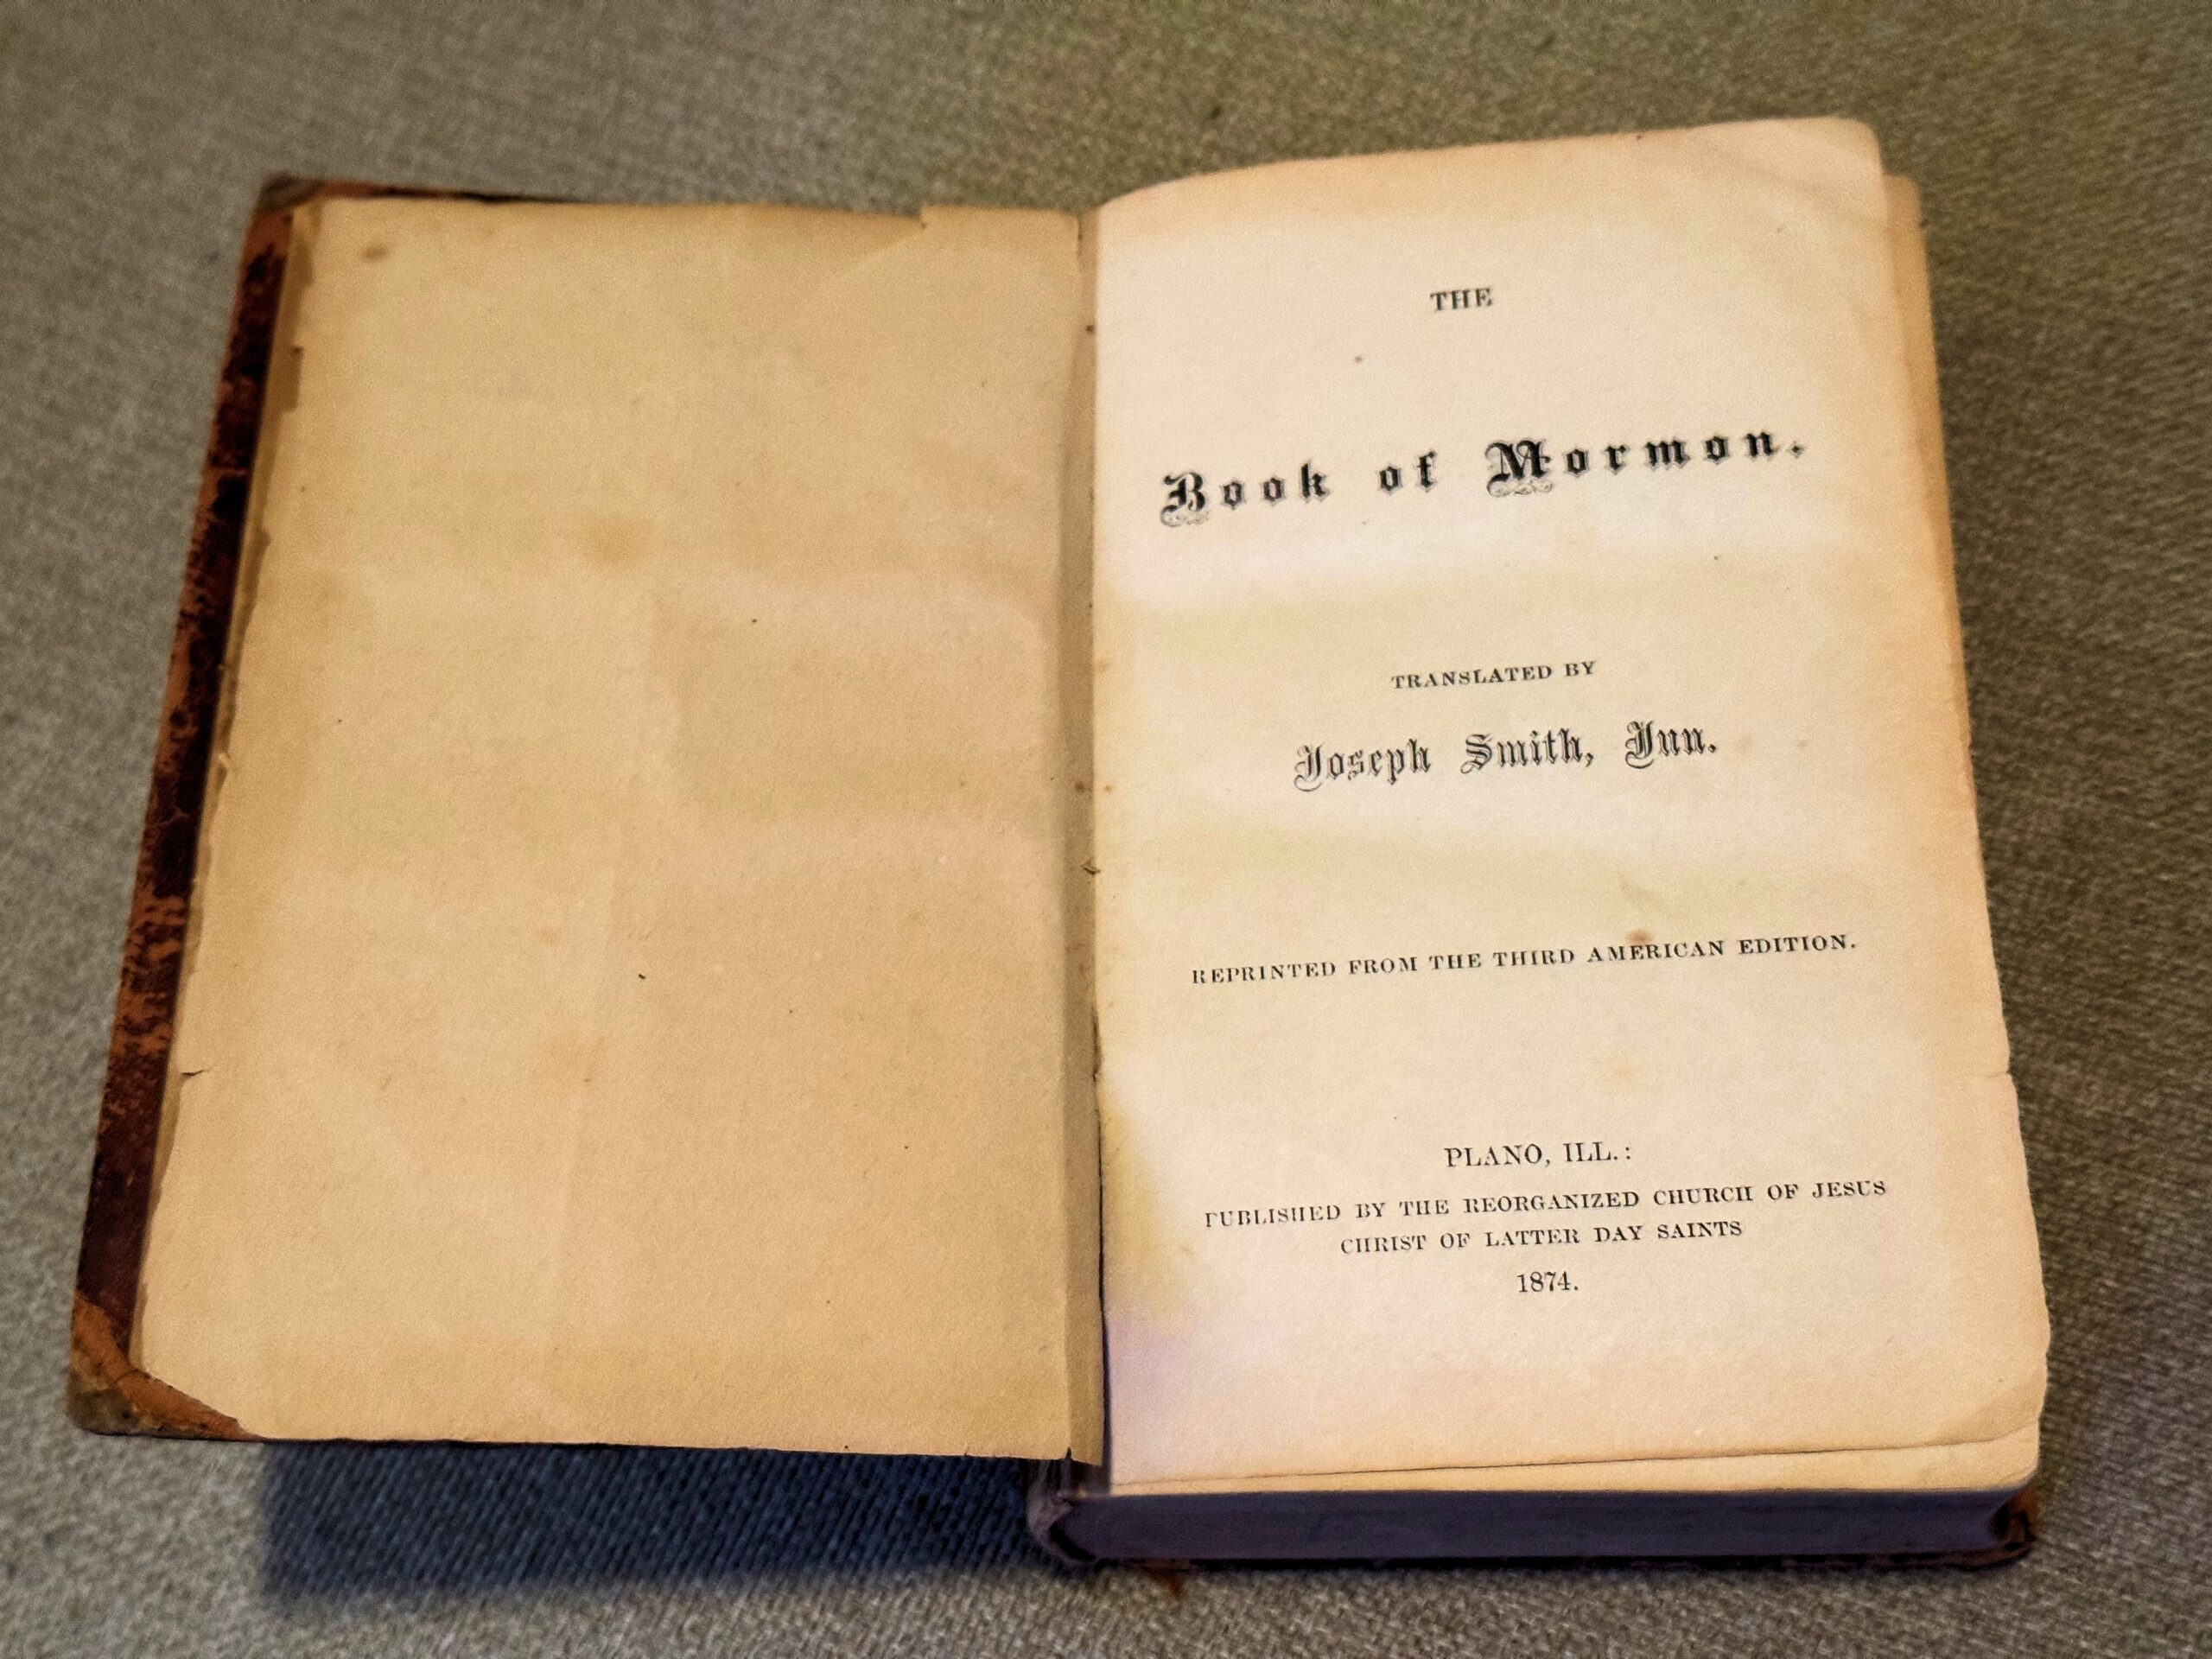 THE
Book of Mormon.
TRANSLATED BY
Joseph Smith, Jun.
REPRINTED FROM THE THIRD AMERICAN EDITION.
PLANO, ILL.:
PUBLISHED BY THE REORGANIZED CHURCH OF JESUS
CHRIST OF LATTER DAY SAINTS
1874.